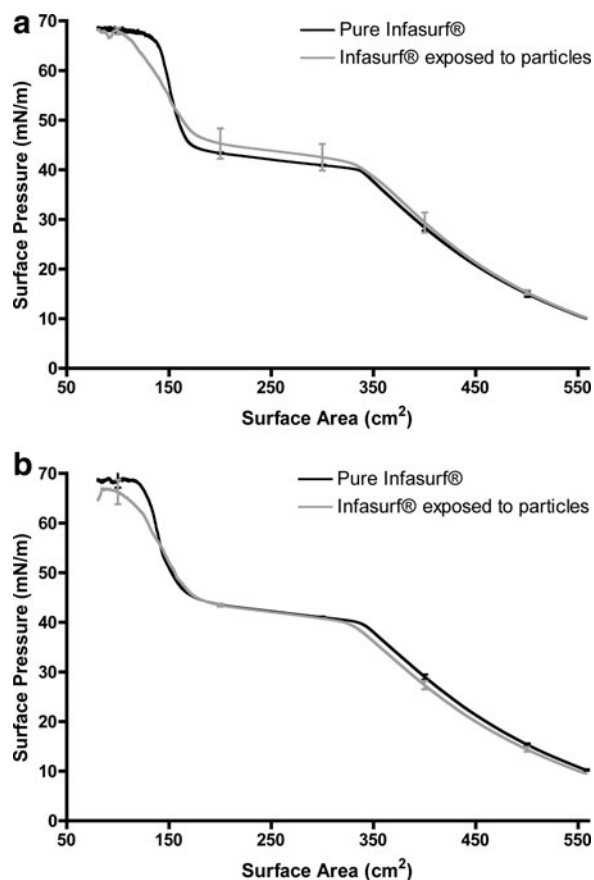 a
Pure Infasurf®
Infasurf® exposed to particles
Surface Pressure (mN/m)
70
60
50
40
30
20
10
0
50 150 250 350 450 550
Surface Area (cm²)
b
Pure Infasurf®
Infasurf® exposed to particles
Surface Pressure (mN/m)
70
60
50
40
30
20
10
0
50 150 250 350 450 550
Surface Area (cm²)